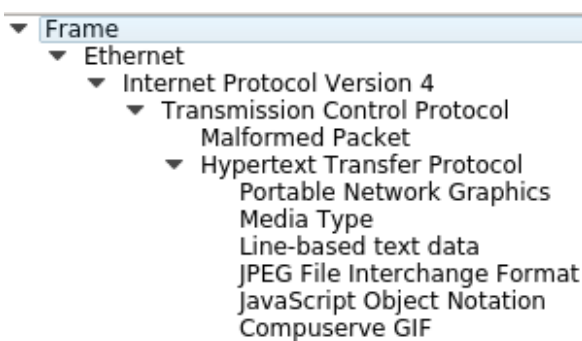 Frame
Ethernet
Internet Protocol Version 4
Transmission Control Protocol
Malformed Packet
Hypertext Transfer Protocol
Portable Network Graphics
Media Type
Line-based text data
JPEG File Interchange Format
JavaScript Object Notation
Compuserve GIF